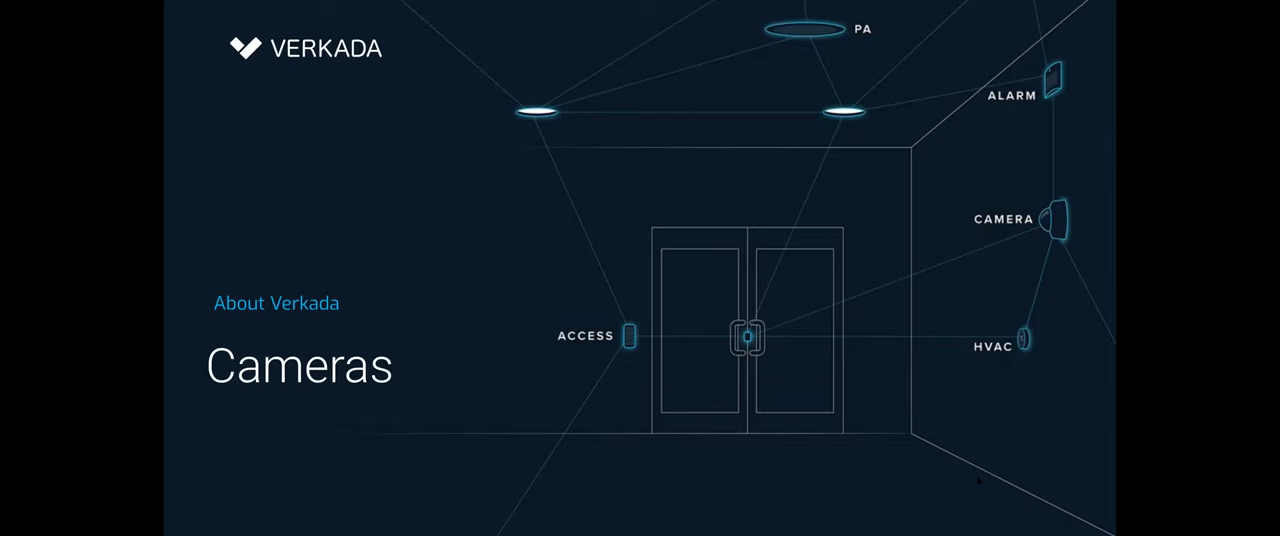 VERKADA
PA
ALARM
CAMERA
About Verkada
ACCESS
HVAC
Cameras